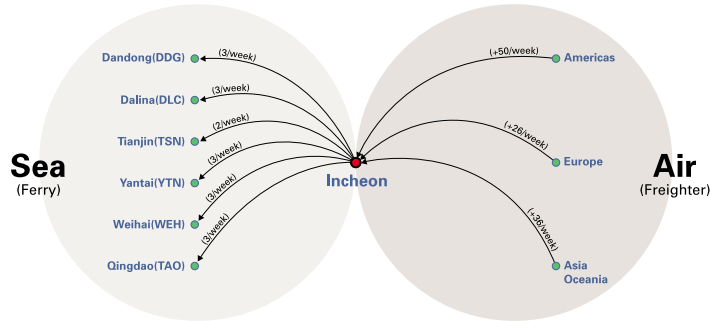 Sea
(Ferry)
Dandong(DDG)
(3/week)
Dalina(DLC)
(3/week)
Tianjin(TSN)
(2/week)
Yantai(YTN)
(3/week)
Weihai(WEH)
(3/week)
Qingdao(TAO)
(3/week)
Incheon
(+50/week)
Americas
(+26/week)
Europe
(+36/week)
Asia
Oceania
Air
(Freighter)